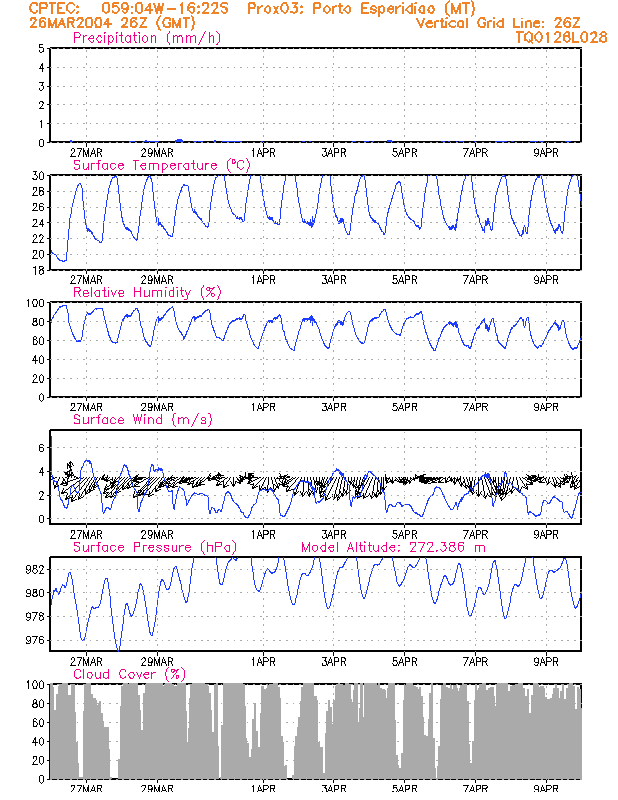 CPTEC: 059:04W-16:22S Prox03: Porto Esperidiao (MT)
26MAR2004 26Z (GMT) Vertical Grid Line: 26Z
Precipitation (mm/h) TQ0126L028
5
4
3
2
1
0
27MAR 29MAR 1APR 3APR 5APR 7APR 9APR
Surface Temperature (ºC)
30
28
26
24
22
20
18
27MAR 29MAR 1APR 3APR 5APR 7APR 9APR
Relative Humidity (%)
100
80
60
40
20
0
27MAR 29MAR 1APR 3APR 5APR 7APR 9APR
Surface Wind (m/s)
6
4
2
0
27MAR 29MAR 1APR 3APR 5APR 7APR 9APR
Surface Pressure (hPa) Model Altitude: 272.386 m
982
980
978
976
27MAR 29MAR 1APR 3APR 5APR 7APR 9APR
Cloud Cover (%)
100
80
60
40
20
0
27MAR 29MAR 1APR 3APR 5APR 7APR 9APR